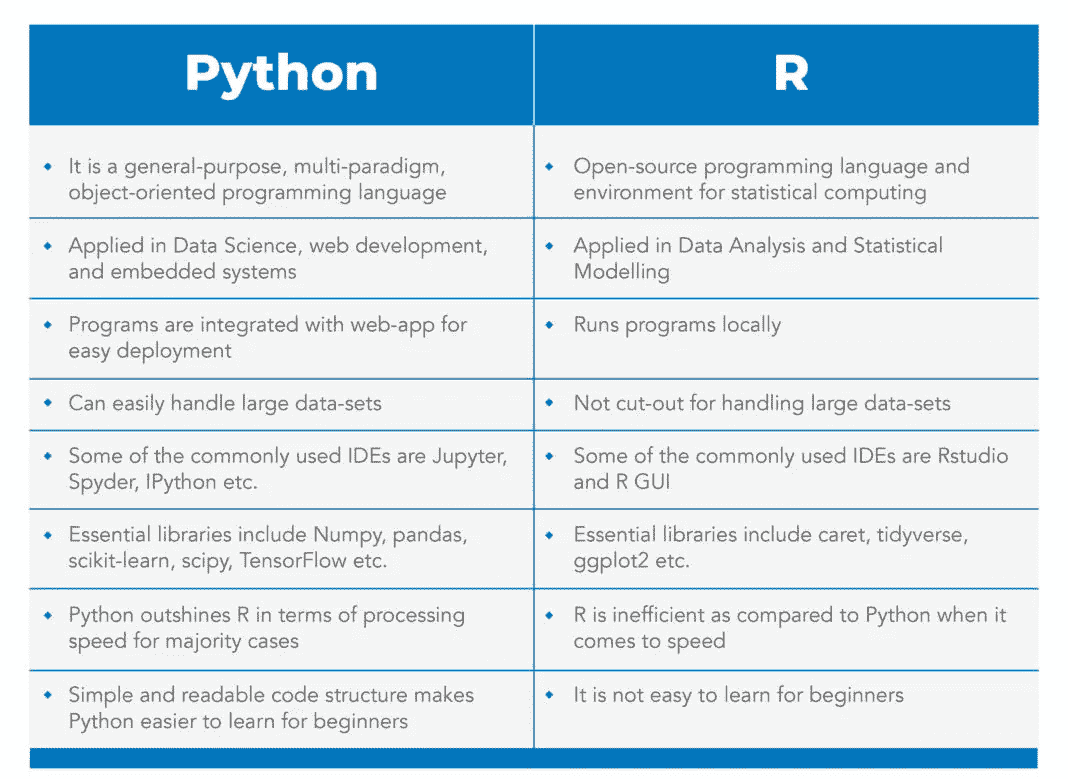 Python
R
It is a general-purpose, multi-paradigm,
object-oriented programming language
Open-source programming language and
environment for statistical computing
Applied in Data Science, web development,
and embedded systems
Applied in Data Analysis and Statistical
Modelling
Programs are integrated with web-app for
easy deployment
Runs programs locally
Can easily handle large data-sets
Not cut-out for handling large data-sets
Some of the commonly used IDEs are Jupyter,
Spyder, IPython etc.
Some of the commonly used IDEs are Rstudio
and R GUI
Essential libraries include Numpy, pandas,
scikit-learn, scipy, TensorFlow etc.
Essential libraries include caret, tidyverse,
ggplot2 etc.
Python outshines R in terms of processing
speed for majority cases
R is inefficient as compared to Python when it
comes to speed
Simple and readable code structure makes
Python easier to learn for beginners
It is not easy to learn for beginners